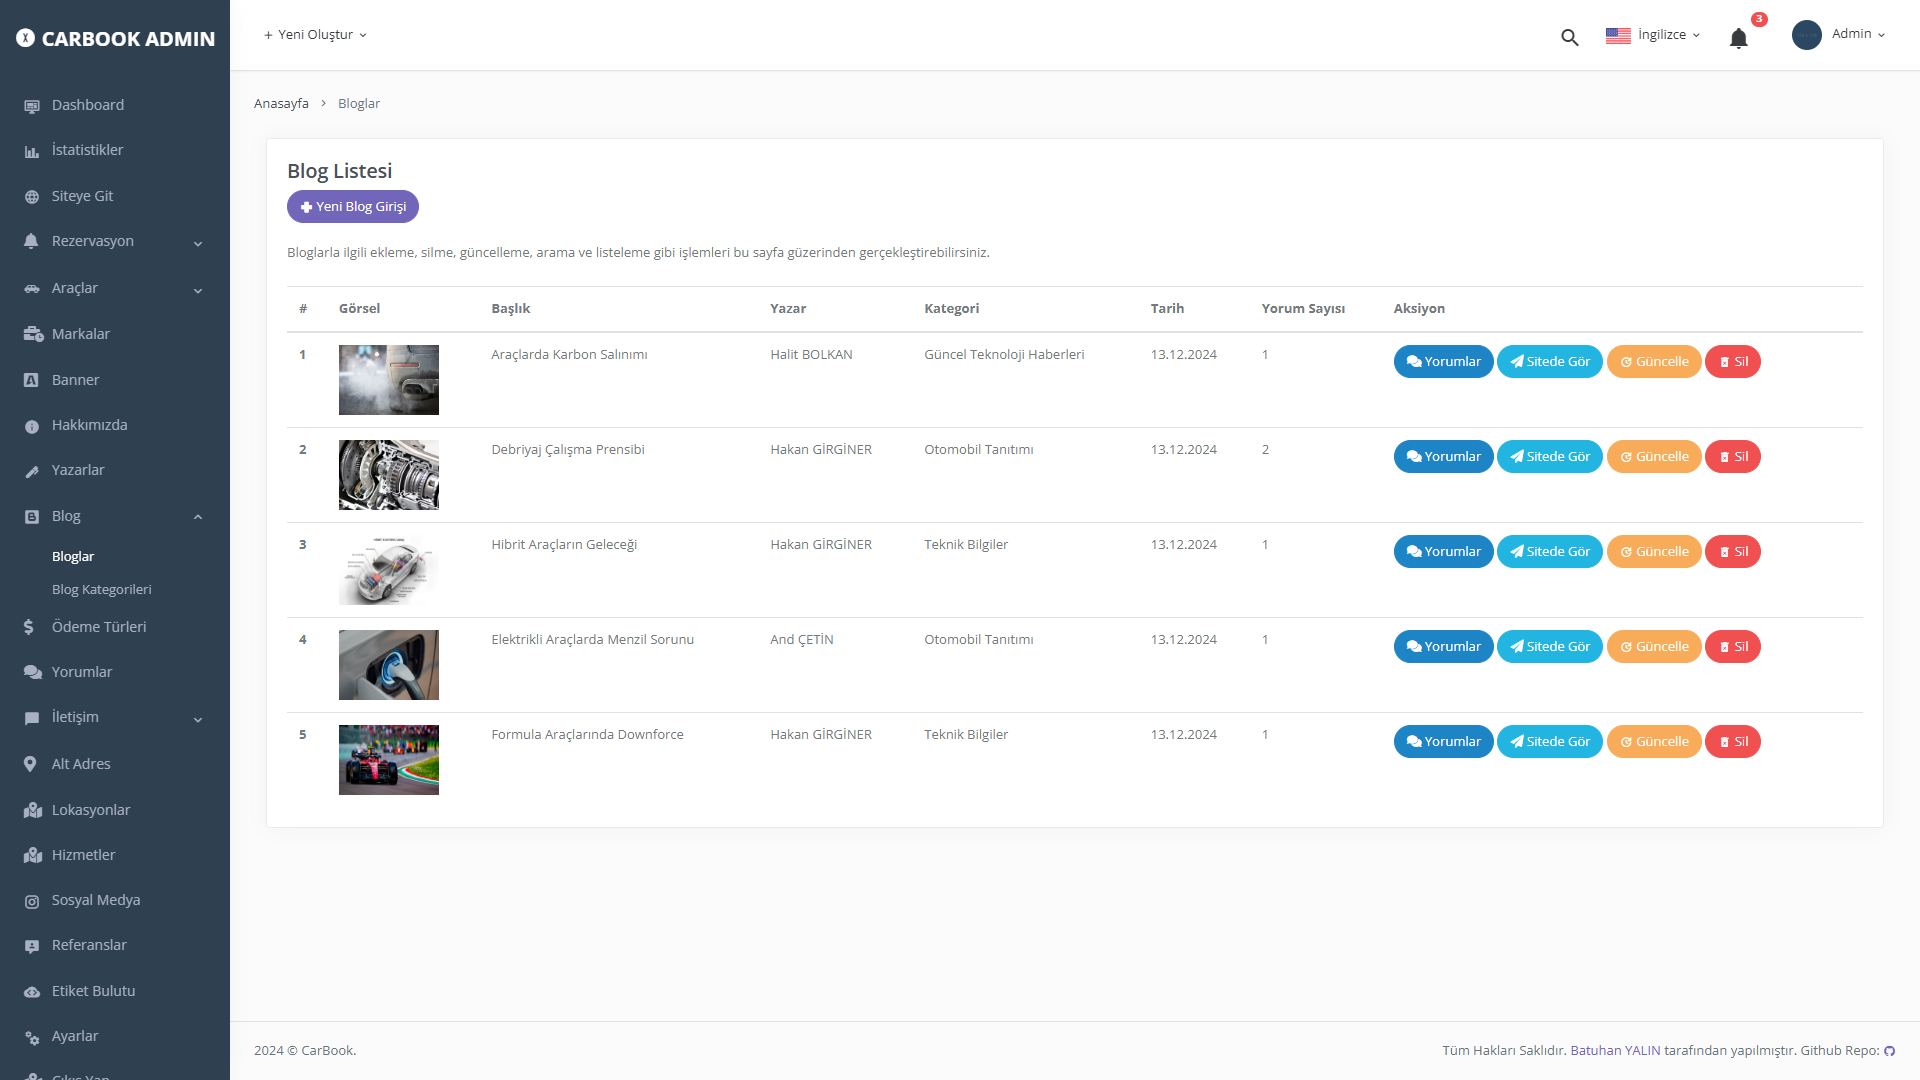 CARBOOK ADMIN
+ Yeni Oluştur
İngilizce
3
Admin
Dashboard
İstatistikler
Siteye Git
Rezervasyon
Araçlar
Markalar
Banner
Hakkımızda
Yazarlar
Blog
Bloglar
Blog Kategorileri
Ödeme Türleri
Yorumlar
İletişim
Alt Adres
Lokasyonlar
Hizmetler
Sosyal Medya
Referanslar
Etiket Bulutu
Ayarlar
Çıkış Yap
Anasayfa > Bloglar
Blog Listesi
Yeni Blog Girişi
Bloglarla ilgili ekleme, silme, güncelleme, arama ve listeleme gibi işlemleri bu sayfa güzerinden gerçekleştirebilirsiniz.
# Görsel Başlık Yazar Kategori Tarih Yorum Sayısı Aksiyon
1 Araçlarda Karbon Salınımı Halit BOLKAN Güncel Teknoloji Haberleri 13.12.2024 1 Yorumlar Sitede Gör Güncelle Sil
2 Debriyaj Çalışma Prensibi Hakan GİRGİNER Otomobil Tanıtımı 13.12.2024 2 Yorumlar Sitede Gör Güncelle Sil
3 Hibrit Araçların Geleceği Hakan GİRGİNER Teknik Bilgiler 13.12.2024 1 Yorumlar Sitede Gör Güncelle Sil
4 Elektrikli Araçlarda Menzil Sorunu And ÇETİN Otomobil Tanıtımı 13.12.2024 1 Yorumlar Sitede Gör Güncelle Sil
5 Formula Araçlarında Downforce Hakan GİRGİNER Teknik Bilgiler 13.12.2024 1 Yorumlar Sitede Gör Güncelle Sil
2024 © CarBook.
Tüm Hakları Saklıdır. Batuhan YALIN tarafından yapılmıştır. Github Repo: